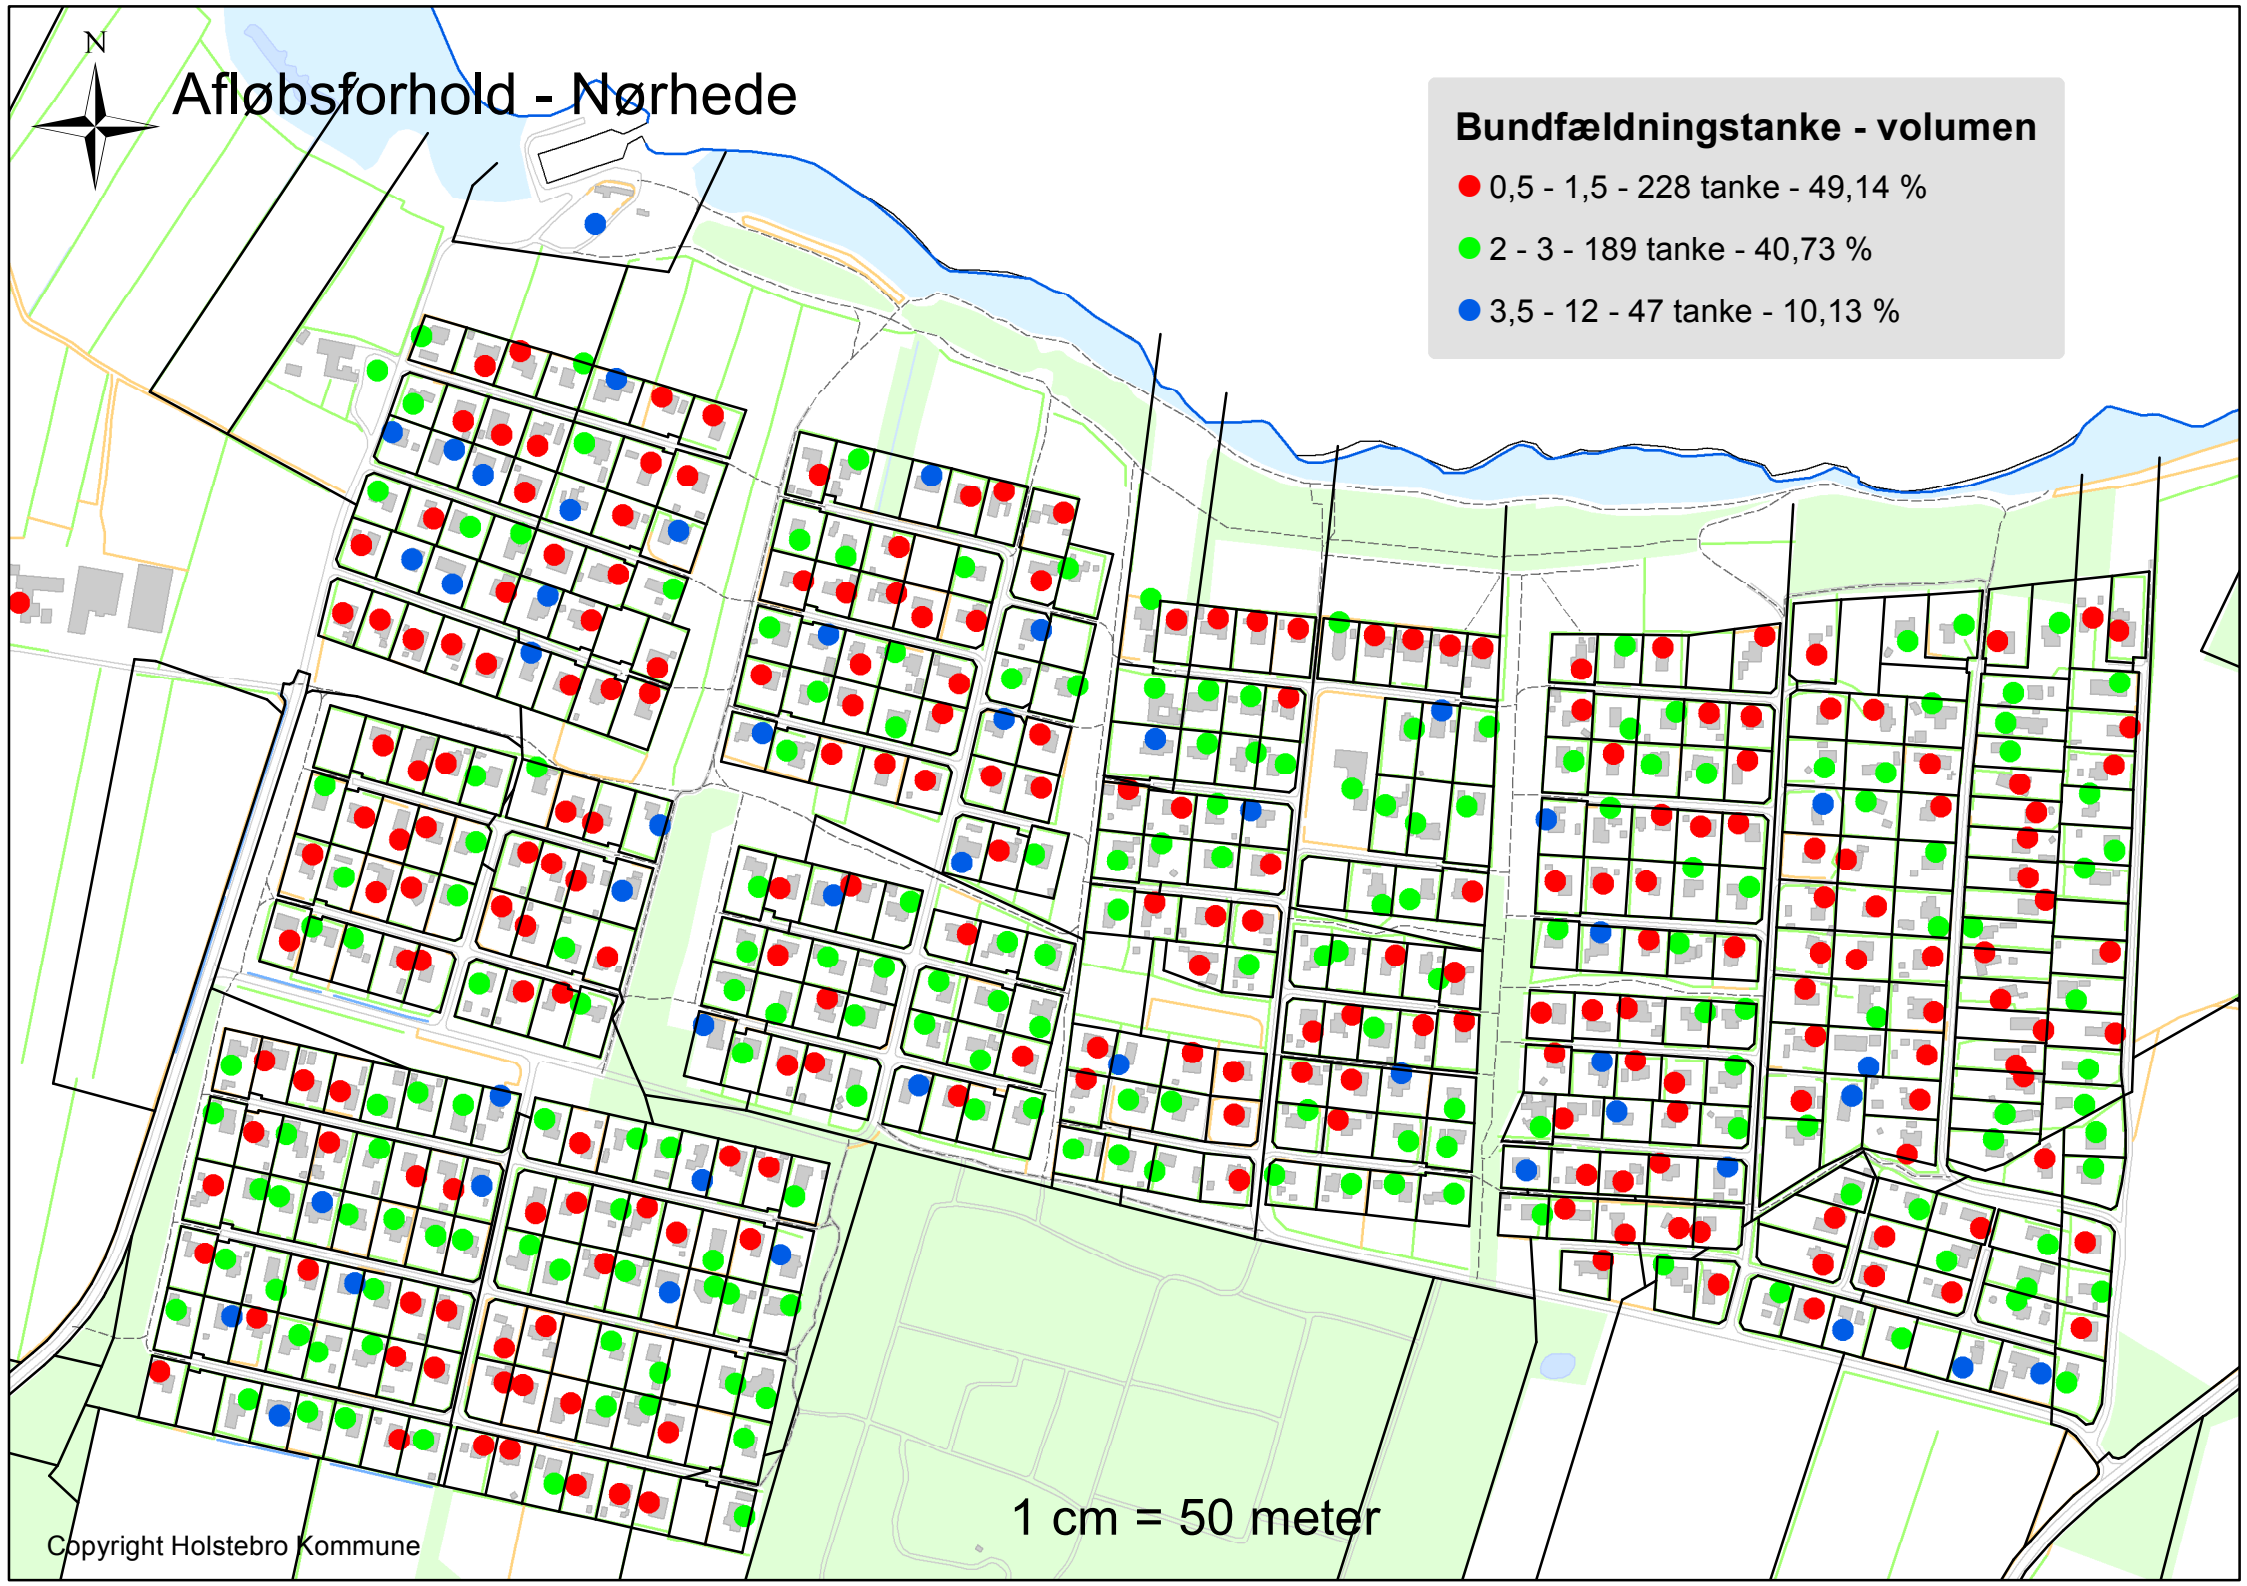 N
Afløbsforhold - Nørhede
Bundfældningstanke - volumen
0,5 - 1,5 - 228 tanke - 49,14 %
2 - 3 - 189 tanke - 40,73 %
3,5 - 12 - 47 tanke - 10,13 %
1 cm = 50 meter
Copyright Holstebro Kommune